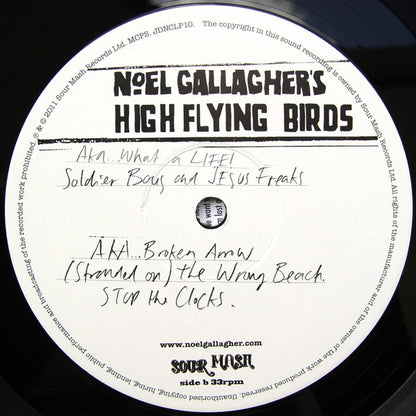 NOEL GALLAGHER'S
HIGH FLYING BIRDS
AKA... What a LIFE!
Soldier Boys and JESUS Freaks
AKA... Broken Arrow
(Stranded on) the Wrong Beach.
STOP the Clocks.
www.noelgallagher.com
SOUR MASH
side b 33rpm
℗ & © 2011 Sour Mash Records Ltd. MCPS. JDNCLP10. The copyright in this sound recording is owned by Sour Mash Records Ltd. All rights of the manufacturer and of the owner of the work reproduced reserved. Unauthorised copying, hiring, lending, public performance and broadcasting of the recorded work prohibited.